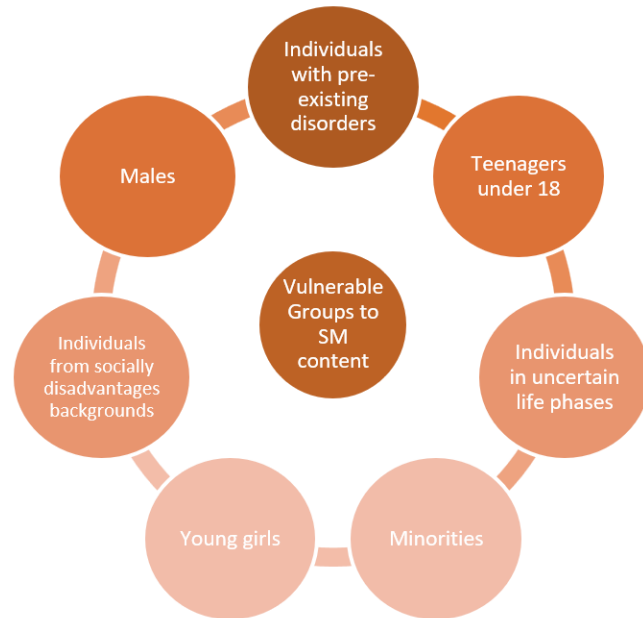 Individuals
with pre-
existing
disorders
Teenagers
under 18
Individuals
in uncertain
life phases
Minorities
Young girls
Individuals
from socially
disadvantages
backgrounds
Males
Vulnerable
Groups to SM
content